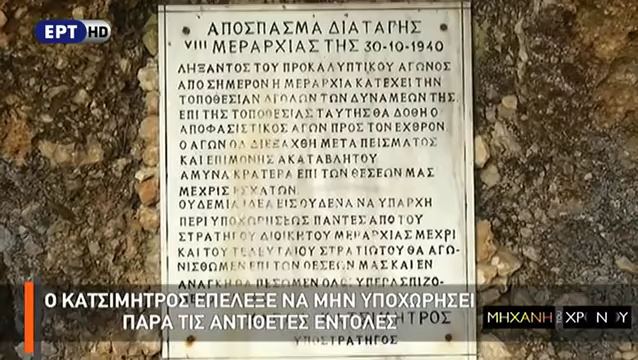 ΕΡΤ HD
ΑΠΟΣΠΑΣΜΑ ΔΙΑΤΑΓΗΣ
VIII ΜΕΡΑΡΧΙΑΣ ΤΗΣ 30-10-1940
ΛΗΞΑΝΤΟΣ ΤΟΥ ΠΡΟΚΑΛΥΠΤΙΚΟΥ ΑΓΩΝΟΣ
ΑΠΟ ΣΗΜΕΡΟΝ Η ΜΕΡΑΡΧΙΑ ΚΑΤΕΧΕΙ ΤΗΝ
ΤΟΠΟΘΕΣΙΑΝ ΑΓΩΝΟΣ ΤΩΝ ΔΥΝΑΜΕΩΝ ΤΗΣ.
ΕΠΙ ΤΗΣ ΤΟΠΟΘΕΣΙΑΣ ΤΑΥΤΗΣ ΘΑ ΔΟΘΗ Ο
ΑΠΟΦΑΣΙΣΤΙΚΟΣ ΑΓΩΝ ΠΡΟΣ ΤΟΝ ΕΧΘΡΟΝ.
Ο ΑΓΩΝ ΘΑ ΔΙΕΞΑΧΘΗ ΜΕΤΑ ΠΕΙΣΜΑΤΟΣ
ΚΑΙ ΕΠΙΜΟΝΗΣ ΑΚΑΤΑΒΛΗΤΟΥ
ΑΜΥΝΑ ΚΡΑΤΕΡΑ ΕΠΙ ΤΩΝ ΘΕΣΕΩΝ ΜΑΣ
ΜΕΧΡΙΣ ΕΣΧΑΤΩΝ.
ΟΥΔΕΜΙΑ ΙΔΕΑ ΕΙΣ ΟΥΔΕΝΑ ΝΑ ΥΠΑΡΧΗ
ΠΕΡΙ ΥΠΟΧΩΡΗΣΕΩΣ ΠΑΝΤΕΣ ΑΠΟ ΤΟΥ
ΣΤΡΑΤΗΓΟΥ ΔΙΟΙΚΗΤΟΥ ΜΕΡΑΡΧΙΑΣ ΜΕΧΡΙ
ΚΑΙ ΤΟΥ ΤΕΛΕΥΤΑΙΟΥ ΣΤΡΑΤΙΩΤΟΥ ΘΑ ΑΓΩ-
ΝΙΣΘΩΜΕΝ ΕΠΙ ΤΩΝ ΘΕΣΕΩΝ ΜΑΣ ΚΑΙ ΕΝ
ΑΝΑΓΚΗ ΘΑ ΠΕΣΩΜΕΝ ΟΛΟΙ ΥΠΕΡΑΣΠΙΖΟ-
Ο ΚΑΤΣΙΜΗΤΡΟΣ ΕΠΕΛΕΞΕ ΝΑ ΜΗΝ ΥΠΟΧΩΡΗΣΕΙ
ΠΑΡΑ ΤΙΣ ΑΝΤΙΘΕΤΕΣ ΕΝΤΟΛΕΣ
ΜΗΧΑΝΗ ΤΟΥ ΧΡΟΝΟΥ
ΥΠΟΣΤΡΑΤΗΓΟΣ